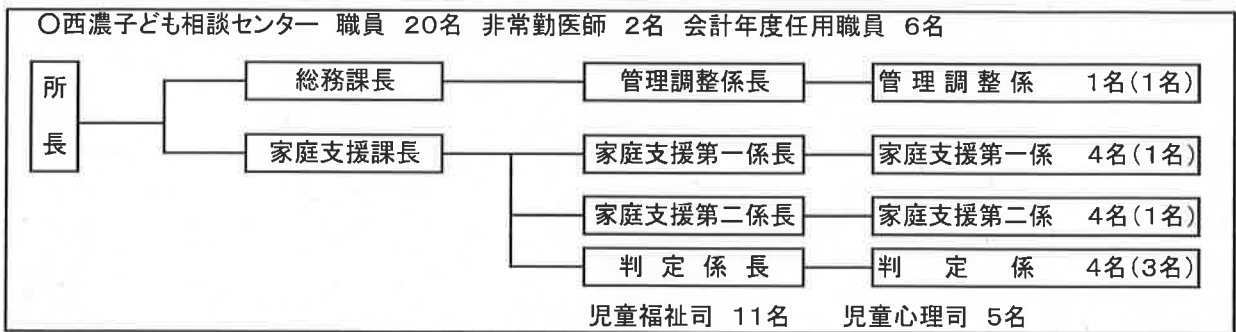 ○西濃子ども相談センター 職員 20名 非常勤医師 2名 会計年度任用職員 6名
所長
総務課長 管理調整係長 管理調整係 1名(1名)
家庭支援課長 家庭支援第一係長 家庭支援第一係 4名(1名)
家庭支援第二係長 家庭支援第二係 4名(1名)
判定係長 判定係 4名(3名)
児童福祉司 11名 児童心理司 5名